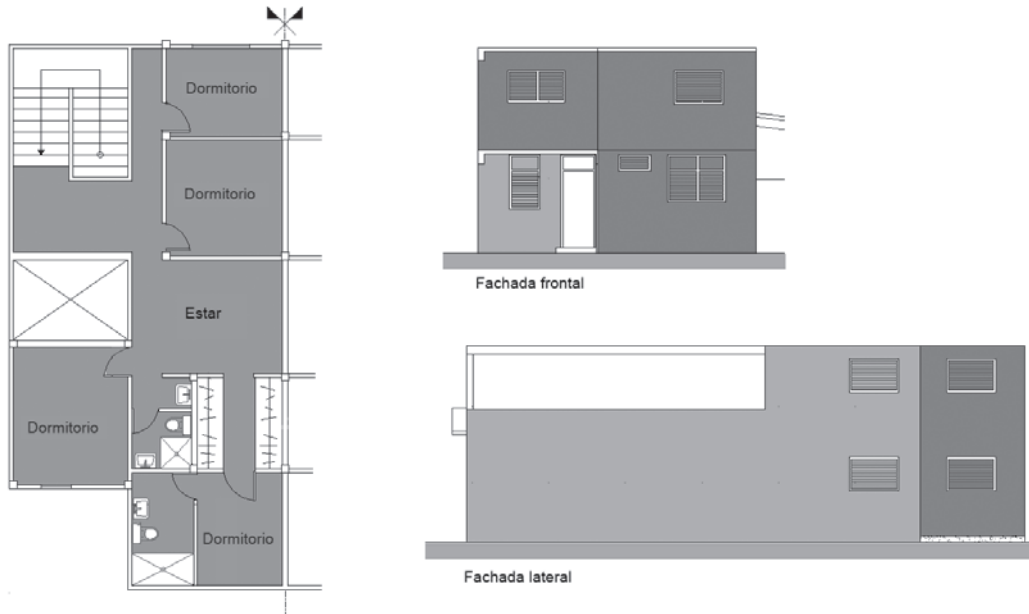 Dormitorio
Dormitorio
Estar
Dormitorio
Dormitorio
Fachada frontal
Fachada lateral